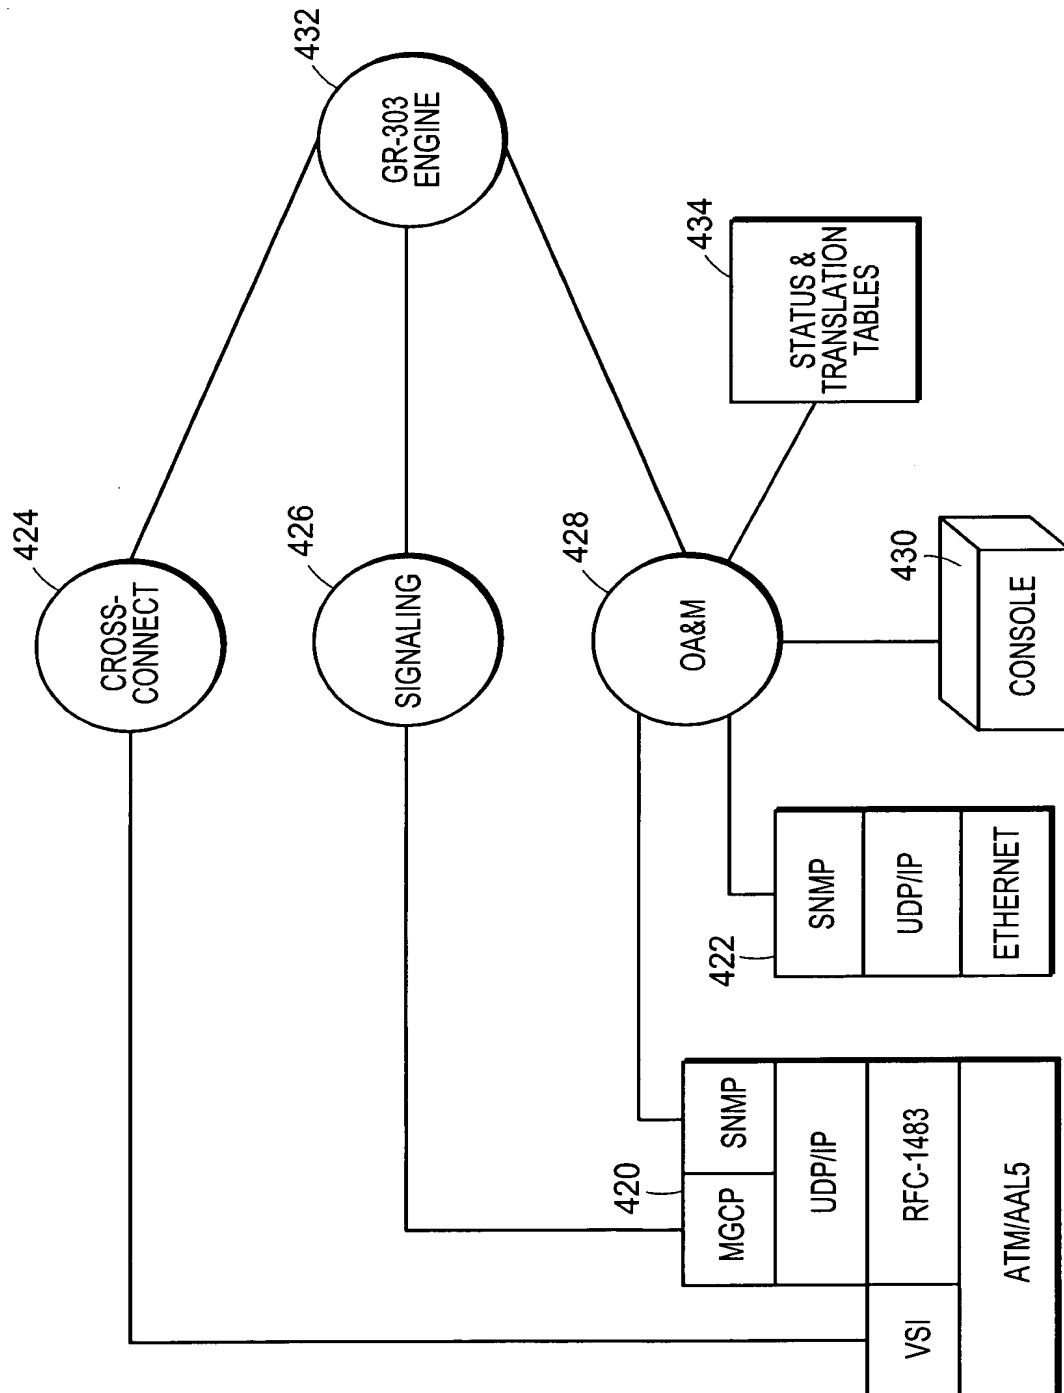 432
GR-303
ENGINE
424
CROSS-
CONNECT
426
SIGNALING
428
OA&M
434
STATUS &
TRANSLATION
TABLES
430
CONSOLE
422
SNMP
UDP/IP
ETHERNET
420
MGCP
SNMP
UDP/IP
VSI
RFC-1483
ATM/AAL5